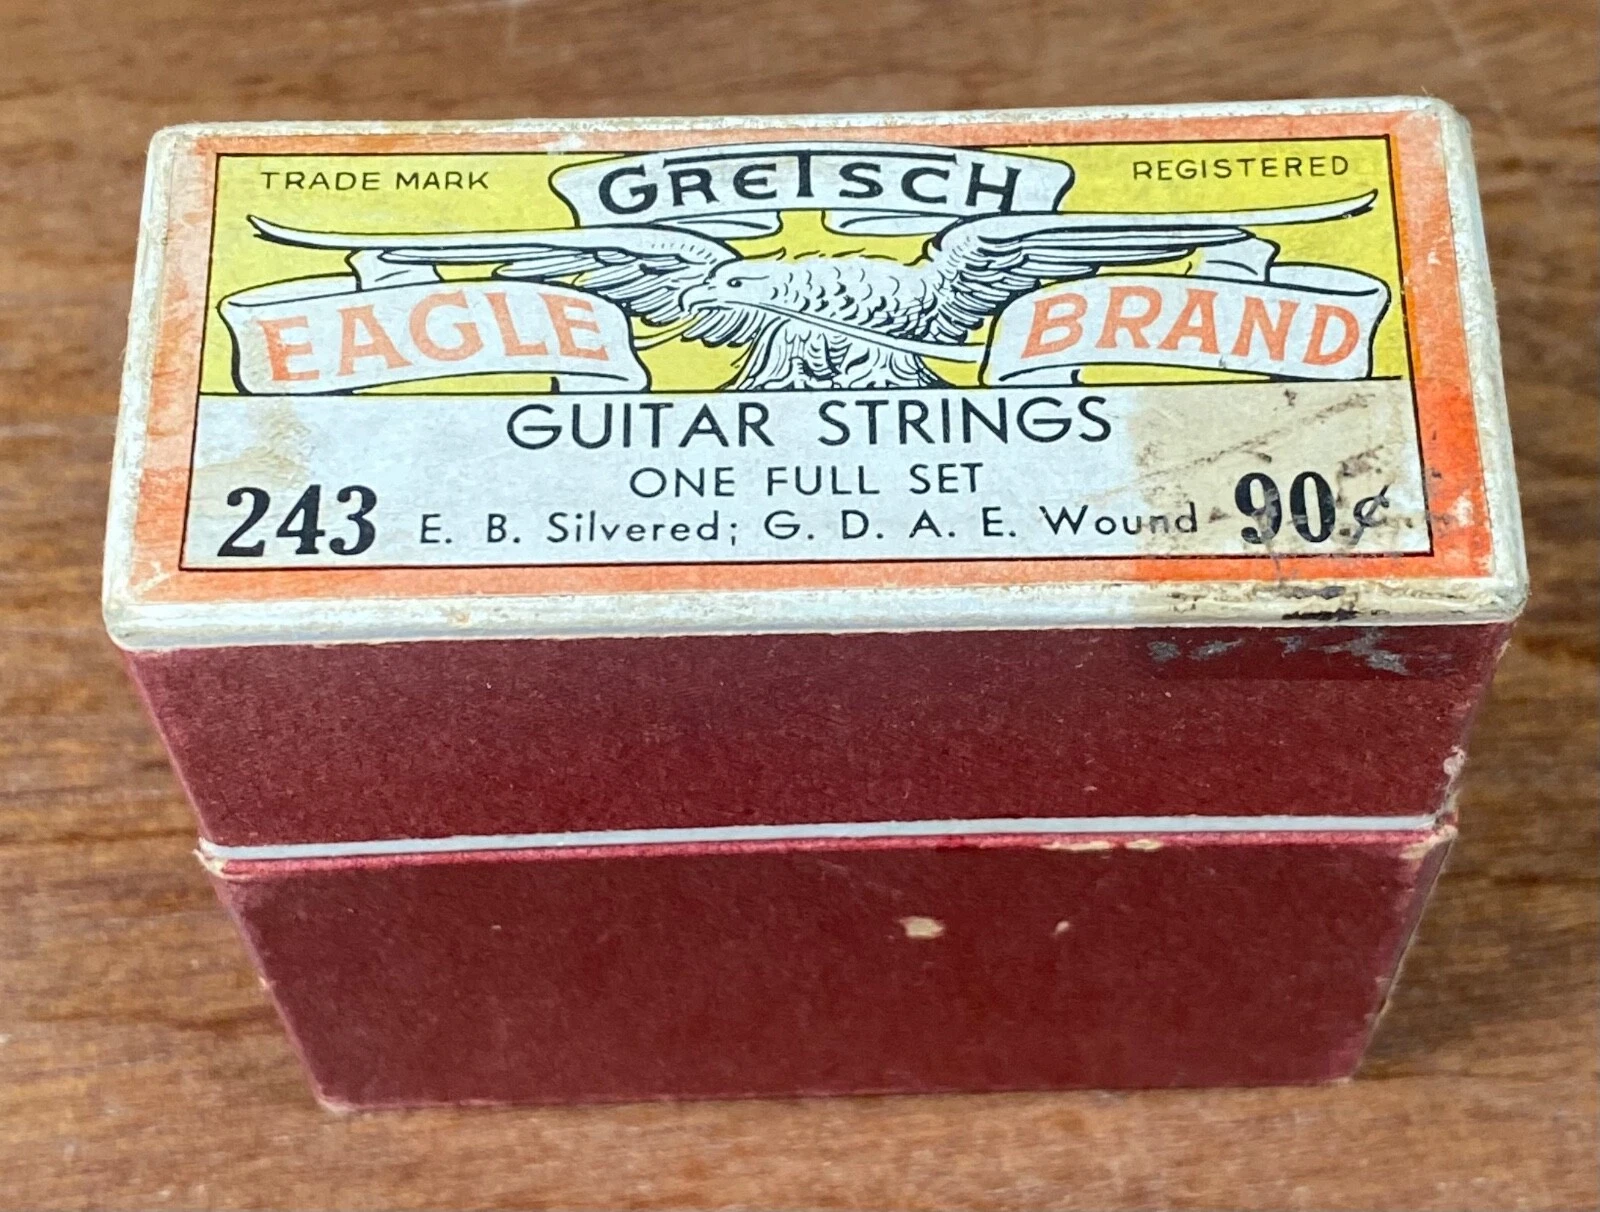 TRADE MARK GRETSCH REGISTERED
EAGLE BRAND
GUITAR STRINGS
ONE FULL SET
243 E. B. Silvered; G. D. A. E. Wound 90¢